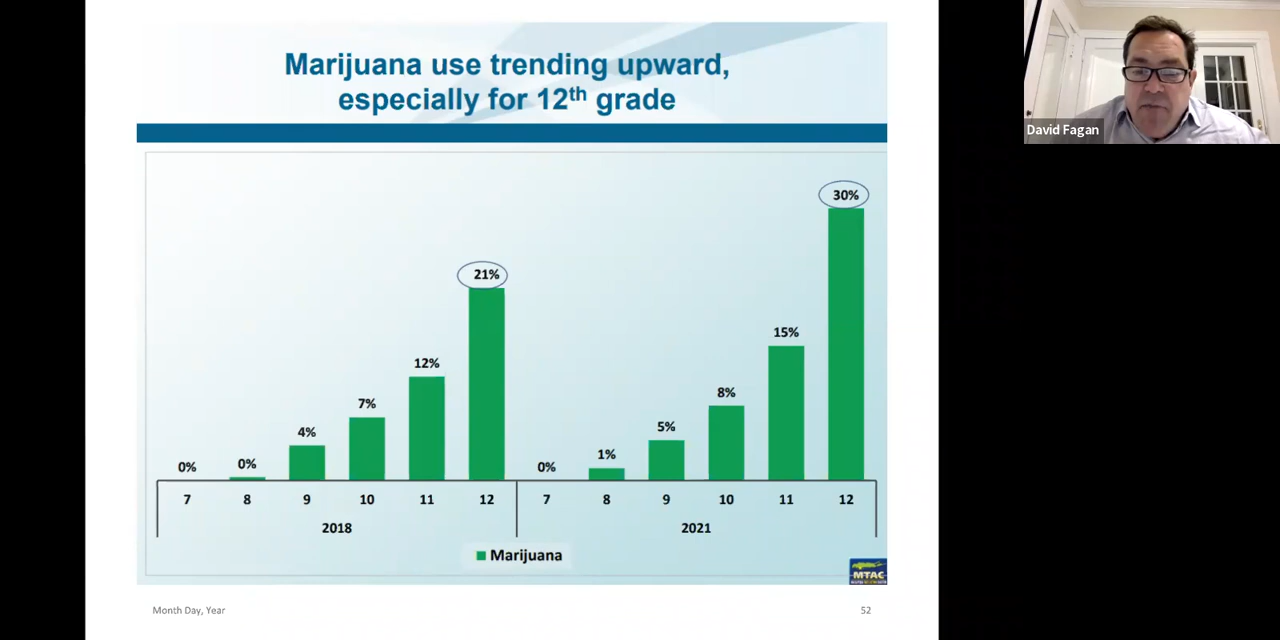 Marijuana use trending upward,
especially for 12th grade
David Fagan
0% 0% 4% 7% 12% 21% 0% 1% 5% 8% 15% 30%
7 8 9 10 11 12 7 8 9 10 11 12
2018 2021
Marijuana
MTAC
Month Day, Year
52